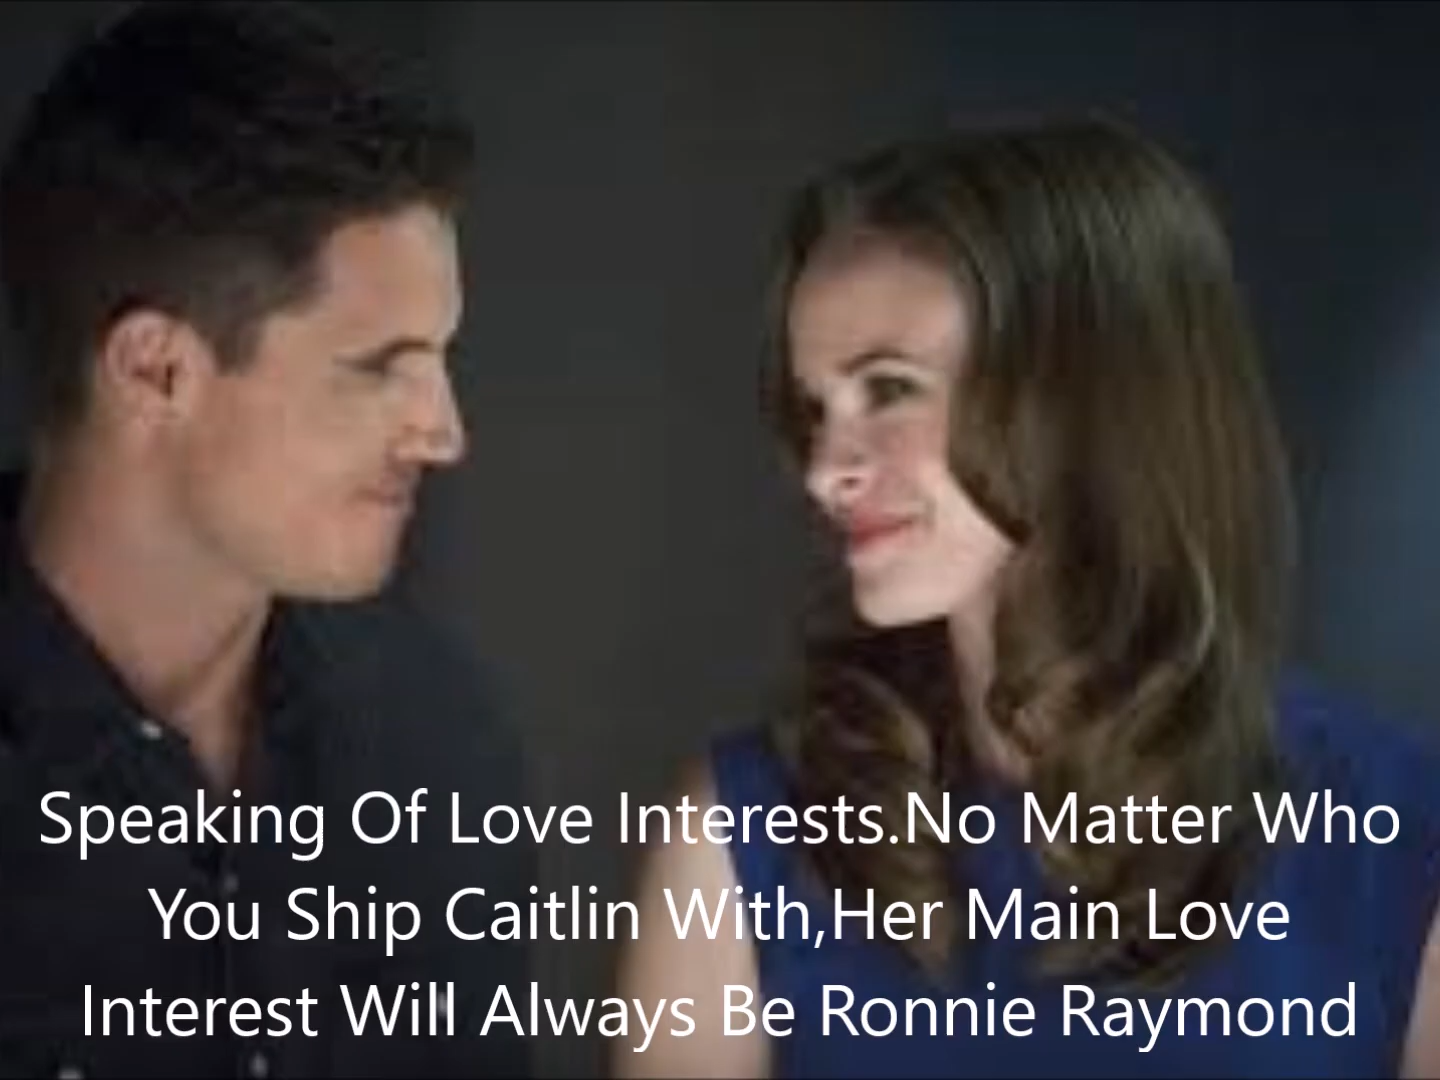 Speaking Of Love Interests.No Matter Who
You Ship Caitlin With,Her Main Love
Interest Will Always Be Ronnie Raymond